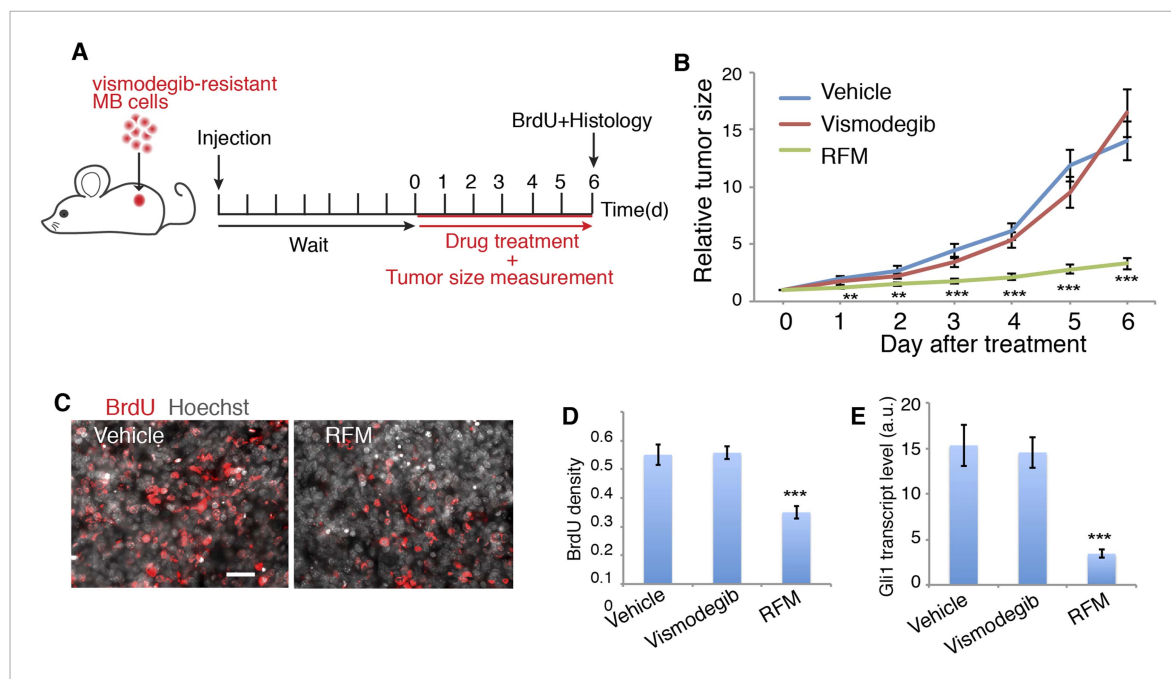 A
vismodegib-resistant
MB cells
Injection
BrdU+Histology
0 1 2 3 4 5 6
Time(d)
Wait
Drug treatment
+
Tumor size measurement
B
Relative tumor size
20
15
10
5
0
Vehicle
Vismodegib
RFM
** ** *** *** *** ***
0 1 2 3 4 5 6
Day after treatment
C
BrdU Hoechst
Vehicle
RFM
D
BrdU density
0.6
0.5
0.4
0.3
0.2
0.1
0
***
Vehicle
Vismodegib
RFM
E
Gli1 transcript level (a.u.)
20
15
10
5
0
***
Vehicle
Vismodegib
RFM